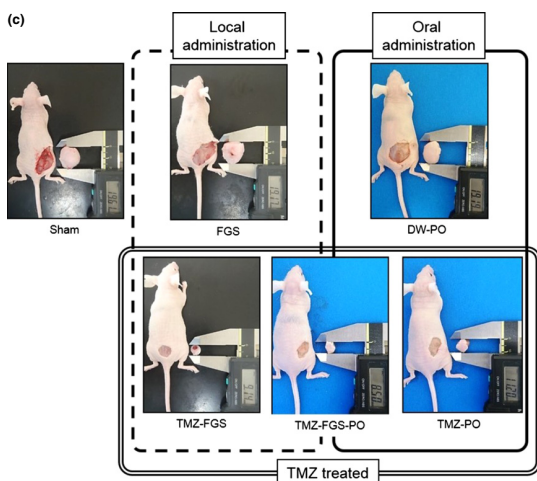 (c)
Local
administration
Oral
administration
Sham
FGS
DW-PO
TMZ-FGS
TMZ-FGS-PO
TMZ-PO
TMZ treated